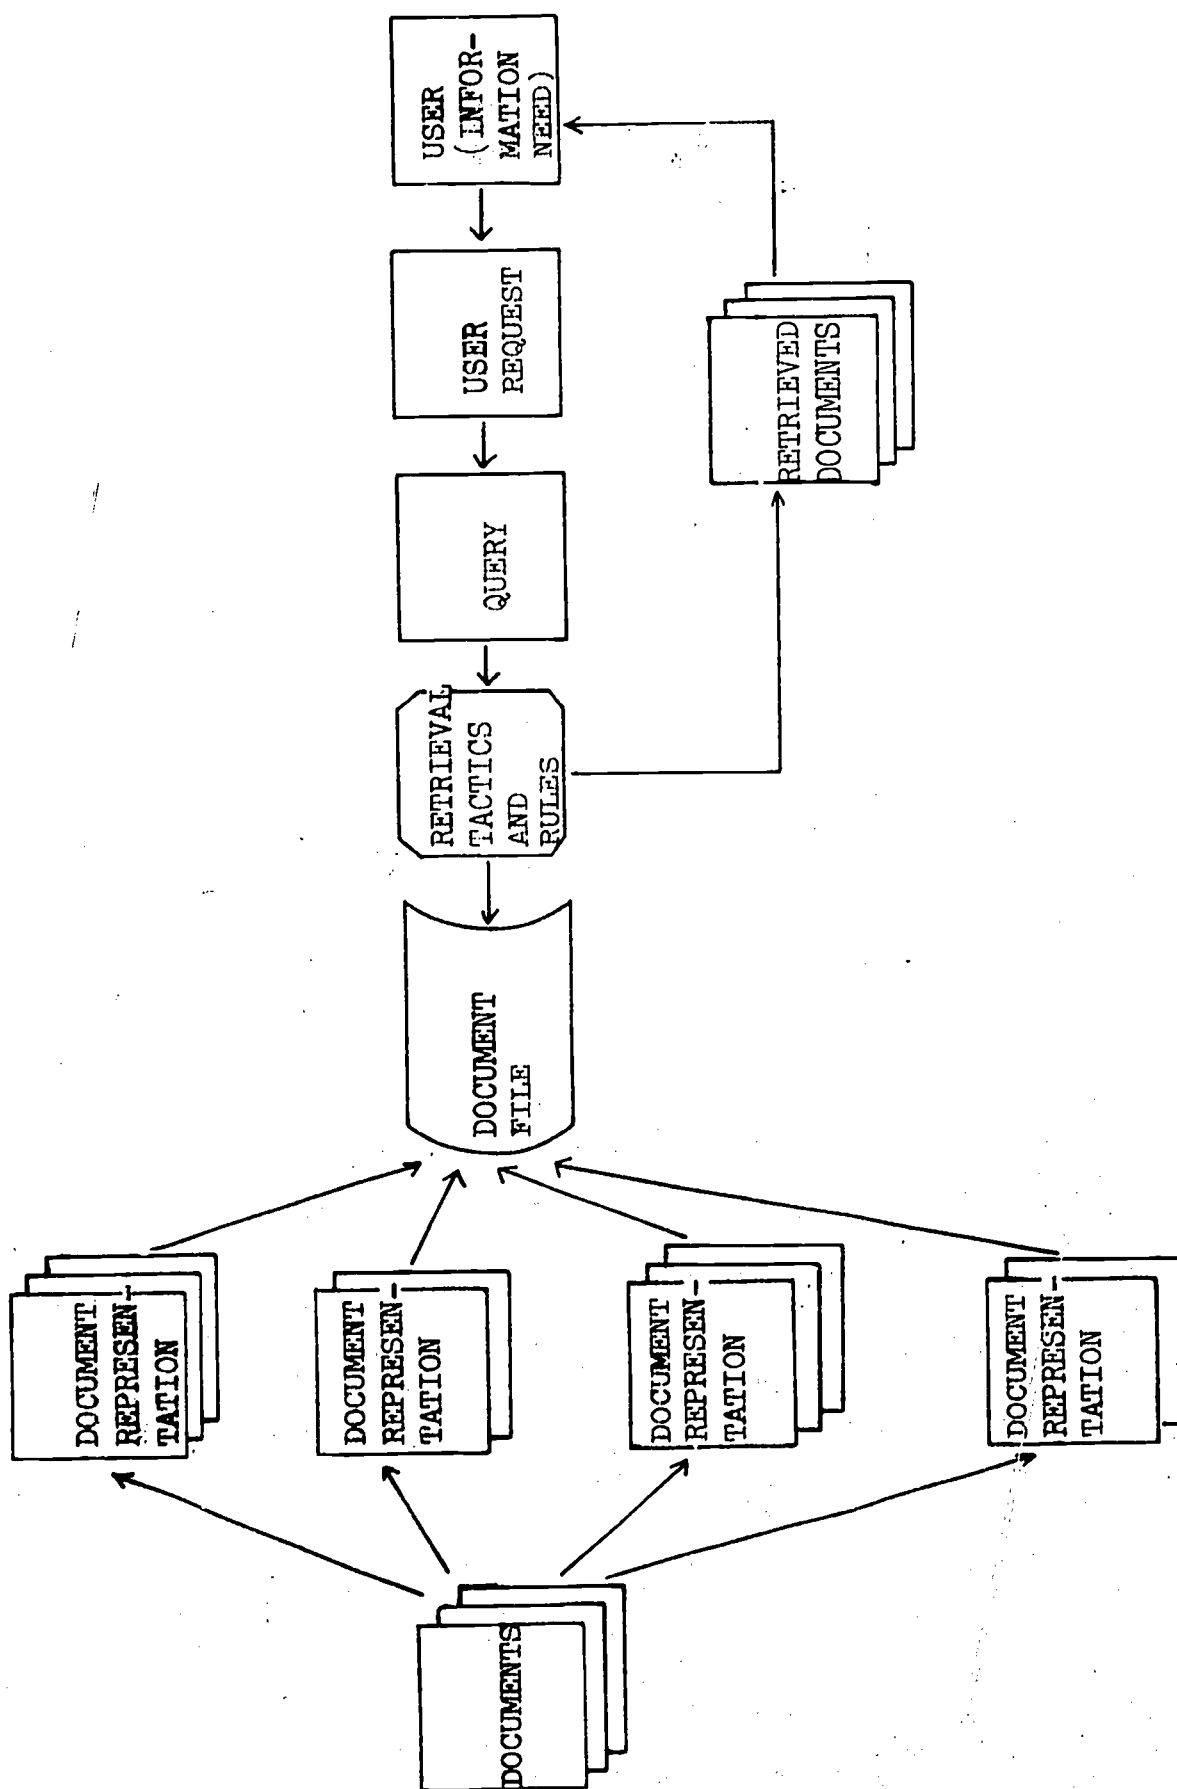 DOCUMENTS
DOCUMENT
REPRESEN-
TATION
DOCUMENT
REPRESEN-
TATION
DOCUMENT
REPRESEN-
TATION
DOCUMENT
REPRESEN-
TATION
DOCUMENT
FILE
RETRIEVAL
TACTICS
AND
RULES
QUERY
USER
REQUEST
USER
(INFOR-
MATION
NEED)
RETRIEVED
DOCUMENTS